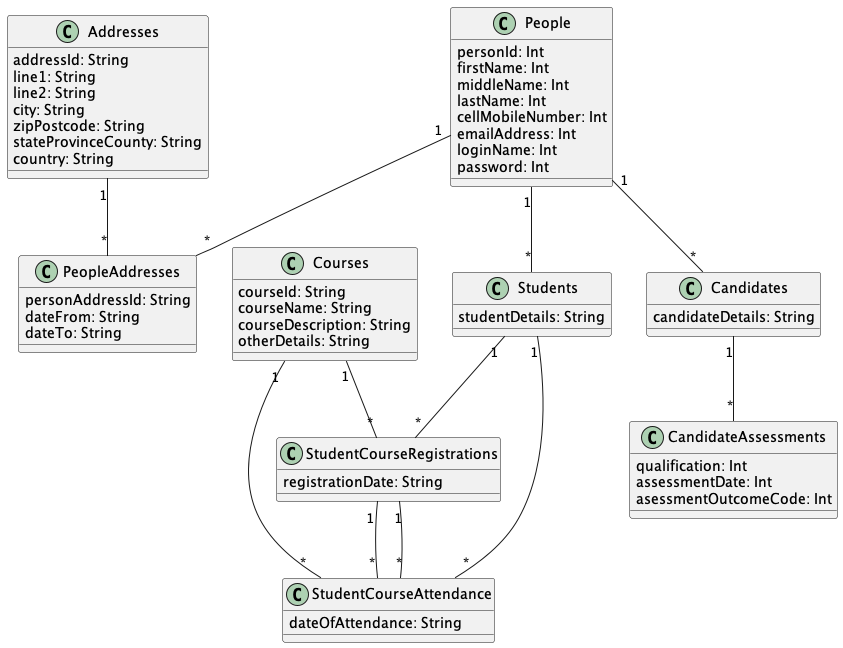 C Addresses
addressId: String
line1: String
line2: String
city: String
zipPostcode: String
stateProvinceCounty: String
country: String
C People
personId: Int
firstName: Int
middleName: Int
lastName: Int
cellMobileNumber: Int
emailAddress: Int
loginName: Int
password: Int
1
1
1
1
*
*
*
*
C PeopleAddresses
personAddressId: String
dateFrom: String
dateTo: String
C Courses
courseId: String
courseName: String
courseDescription: String
otherDetails: String
C Students
studentDetails: String
C Candidates
candidateDetails: String
1
1
1
1
1
*
*
*
C StudentCourseRegistrations
registrationDate: String
C CandidateAssessments
qualification: Int
assessmentDate: Int
asessmentOutcomeCode: Int
1
1
*
*
*
*
C StudentCourseAttendance
dateOfAttendance: String